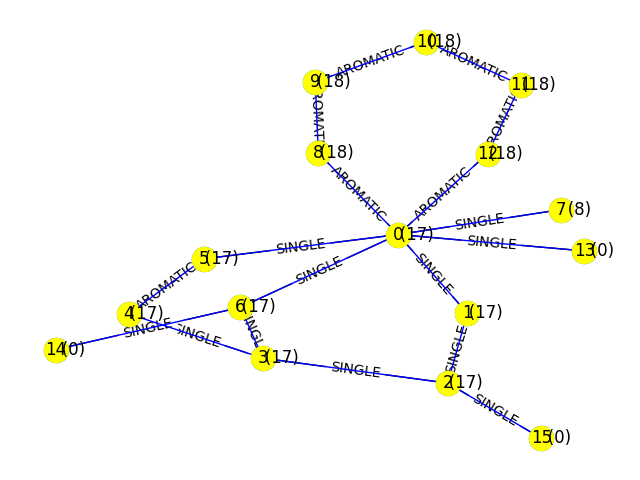 10(18)
AROMATIC
AROMATIC
9(18)
11(18)
AROMATIC
AROMATIC
8(18)
12(18)
AROMATIC
AROMATIC
7(8)
SINGLE
0(17)
SINGLE
13(0)
SINGLE
5(17)
SINGLE
SINGLE
AROMATIC
6(17)
4(17)
1(17)
SINGLE
SINGLE
SINGLE
SINGLE
14(0)
3(17)
SINGLE
2(17)
SINGLE
15(0)